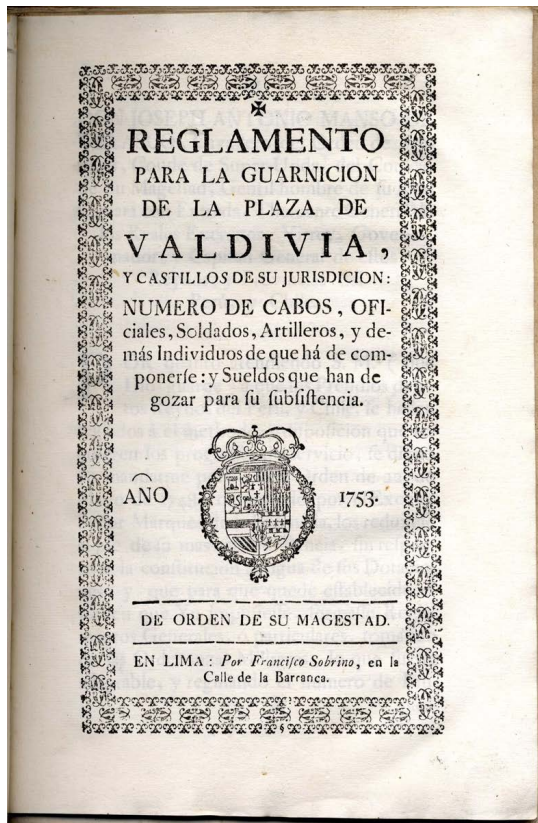 REGLAMENTO
PARA LA GUARNICION
DE LA PLAZA DE
VALDIVIA,
Y CASTILLOS DE SU JURISDICION:
NUMERO DE CABOS, OFI-
ciales, Soldados, Artilleros, y de-
más Individuos de que há de com-
ponerſe: y Sueldos que han de
gozar para ſu ſubſiſtencia.
AÑO 1753.
DE ORDEN DE SU MAGESTAD.
EN LIMA: Por Franciſco Sobrino, en la
Calle de la Barranca.